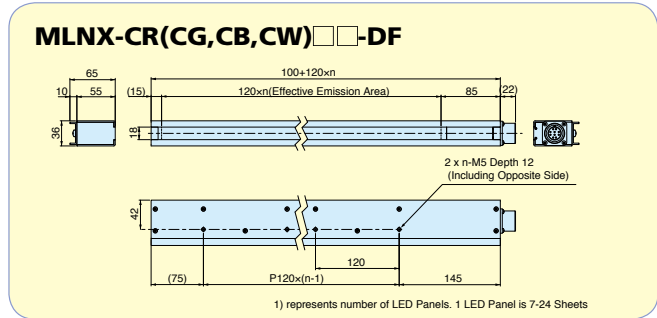 MLNX-CR(CG,CB,CW)□□-DF
65
100+120×n
10
55
(15)
120×n(Effective Emission Area)
85
(22)
36
18
2 x n-M5 Depth 12
(Including Opposite Side)
42
120
(75)
P120×(n-1)
145
1) represents number of LED Panels. 1 LED Panel is 7-24 Sheets